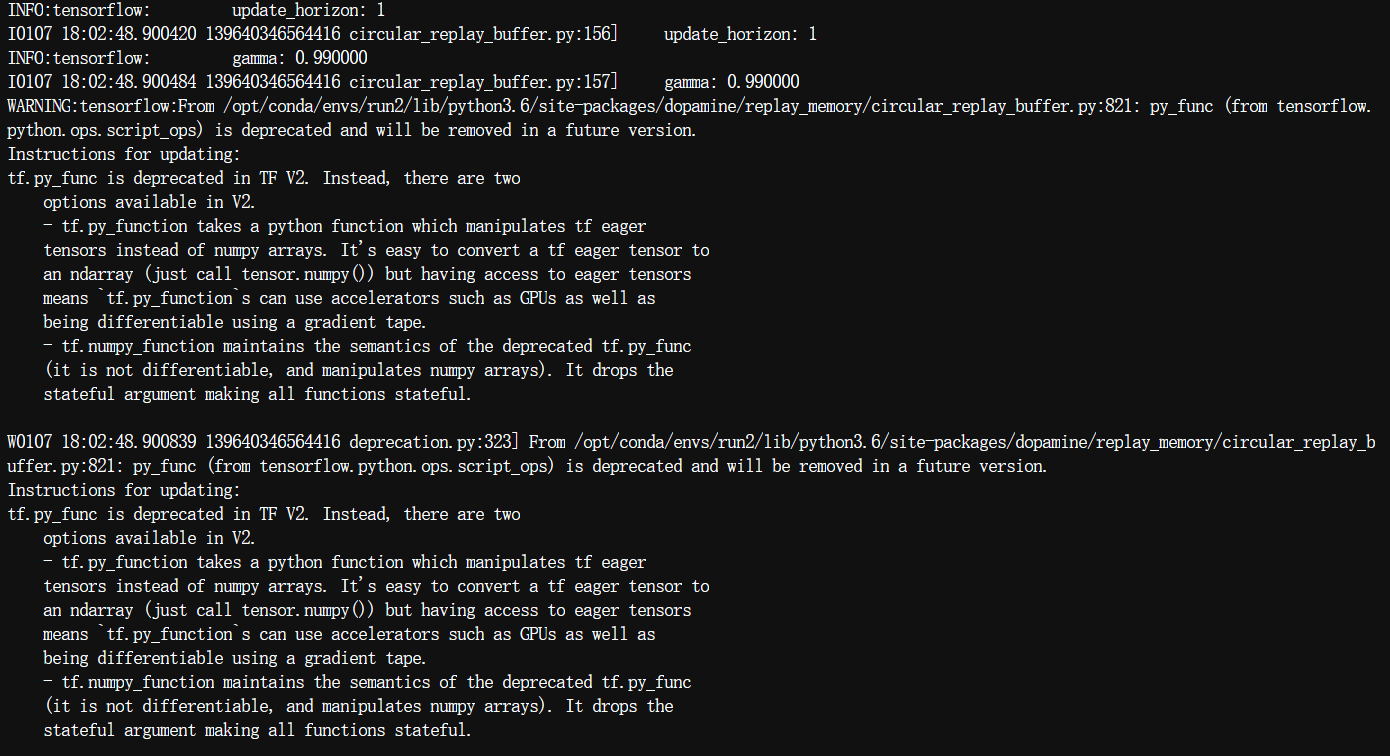 INFO:tensorflow:         update_horizon: 1
I0107 18:02:48.900420 139640346564416 circular_replay_buffer.py:156]     update_horizon: 1
INFO:tensorflow:         gamma: 0.990000
I0107 18:02:48.900484 139640346564416 circular_replay_buffer.py:157]     gamma: 0.990000
WARNING:tensorflow:From /opt/conda/envs/run2/lib/python3.6/site-packages/dopamine/replay_memory/circular_replay_buffer.py:821: py_func (from tensorflow.
python.ops.script_ops) is deprecated and will be removed in a future version.
Instructions for updating:
tf.py_func is deprecated in TF V2. Instead, there are two
    options available in V2.
    - tf.py_function takes a python function which manipulates tf eager
    tensors instead of numpy arrays. It's easy to convert a tf eager tensor to
    an ndarray (just call tensor.numpy()) but having access to eager tensors
    means `tf.py_function`s can use accelerators such as GPUs as well as
    being differentiable using a gradient tape.
    - tf.numpy_function maintains the semantics of the deprecated tf.py_func
    (it is not differentiable, and manipulates numpy arrays). It drops the
    stateful argument making all functions stateful.

W0107 18:02:48.900839 139640346564416 deprecation.py:323] From /opt/conda/envs/run2/lib/python3.6/site-packages/dopamine/replay_memory/circular_replay_b
uffer.py:821: py_func (from tensorflow.python.ops.script_ops) is deprecated and will be removed in a future version.
Instructions for updating:
tf.py_func is deprecated in TF V2. Instead, there are two
    options available in V2.
    - tf.py_function takes a python function which manipulates tf eager
    tensors instead of numpy arrays. It's easy to convert a tf eager tensor to
    an ndarray (just call tensor.numpy()) but having access to eager tensors
    means `tf.py_function`s can use accelerators such as GPUs as well as
    being differentiable using a gradient tape.
    - tf.numpy_function maintains the semantics of the deprecated tf.py_func
    (it is not differentiable, and manipulates numpy arrays). It drops the
    stateful argument making all functions stateful.